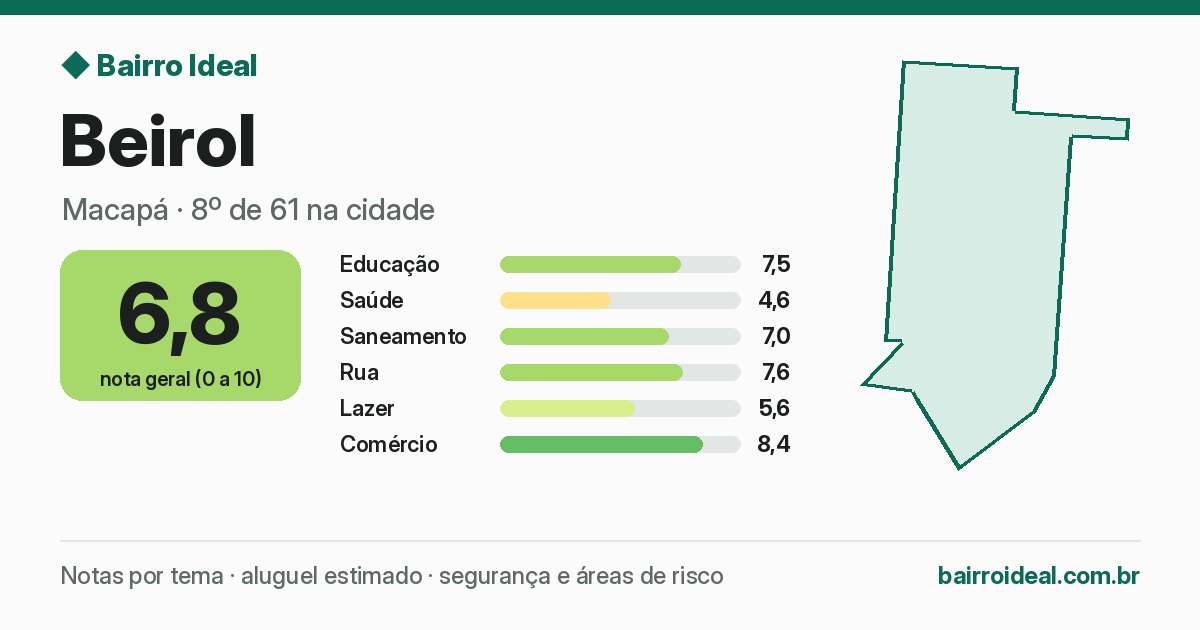 Bairro Ideal
Beirol
Macapá · 8º de 61 na cidade
6,8
nota geral (0 a 10)
Educação 7,5
Saúde 4,6
Saneamento 7,0
Rua 7,6
Lazer 5,6
Comércio 8,4
Notas por tema · aluguel estimado · segurança e áreas de risco
bairroideal.com.br